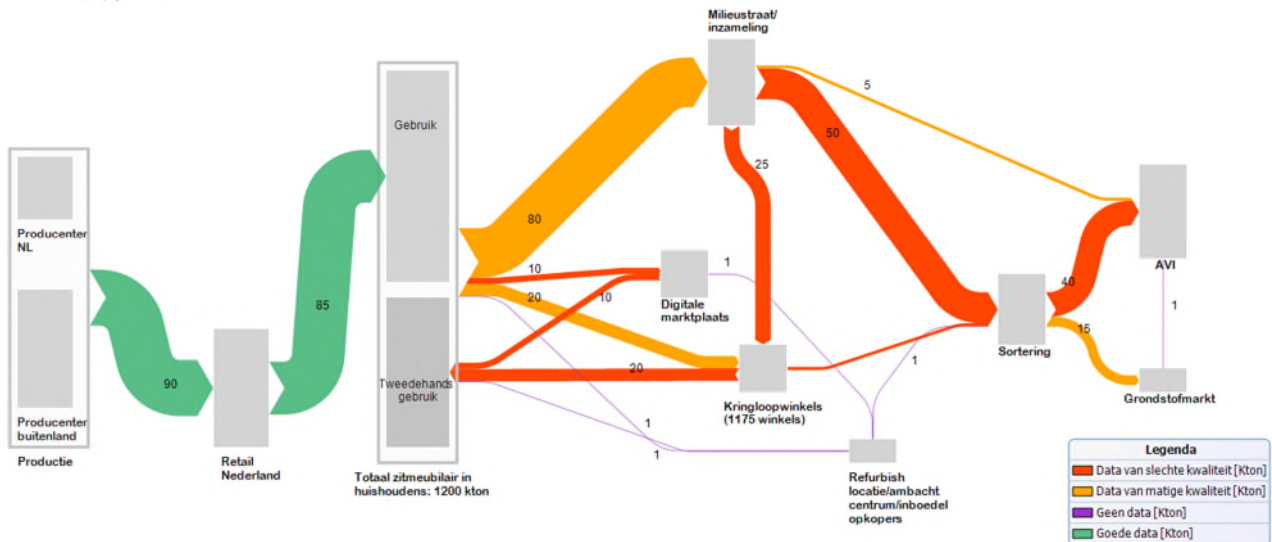 Milieustraat/
inzameling
5
Gebruik
50
25
Producenter
NL
80
85
10
20
10
1
Digitale
marktplaats
AVI
40
1
15
Sortering
90
20
1
Tweedehands
gebruik
Kringloopwinkels
(1175 winkels)
Grondstofmarkt
Producenter
buitenland
1
1
Productie
Retail
Nederland
Totaal zitmeubilair in
huishoudens: 1200 kton
Refurbish
locatie/ambacht
centrum/inboedel
opkopers
Legenda
Data van slechte kwaliteit [Kton]
Data van matige kwaliteit [Kton]
Geen data [Kton]
Goede data [Kton]